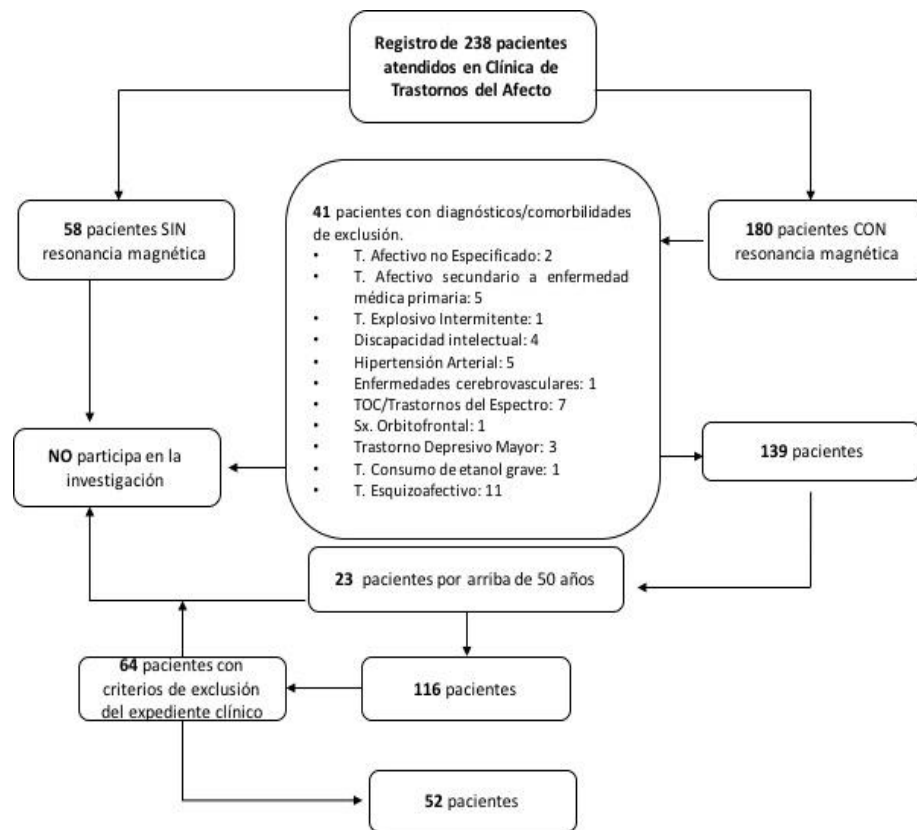 Registro de 238 pacientes
atendidos en Clínica de
Trastornos del Afecto
58 pacientes SIN
resonancia magnética
41 pacientes con diagnósticos/comorbilidades
de exclusión.
• T. Afectivo no Especificado: 2
• T. Afectivo secundario a enfermedad
médica primaria: 5
• T. Explosivo Intermitente: 1
• Discapacidad intelectual: 4
• Hipertensión Arterial: 5
• Enfermedades cerebrovasculares: 1
• TOC/Trastornos del Espectro: 7
• Sx. Orbitofrontal: 1
• Trastorno Depresivo Mayor: 3
• T. Consumo de etanol grave: 1
• T. Esquizoafectivo: 11
180 pacientes CON
resonancia magnética
NO participa en la
investigación
139 pacientes
23 pacientes por arriba de 50 años
64 pacientes con
criterios de exclusión
del expediente clínico
116 pacientes
52 pacientes